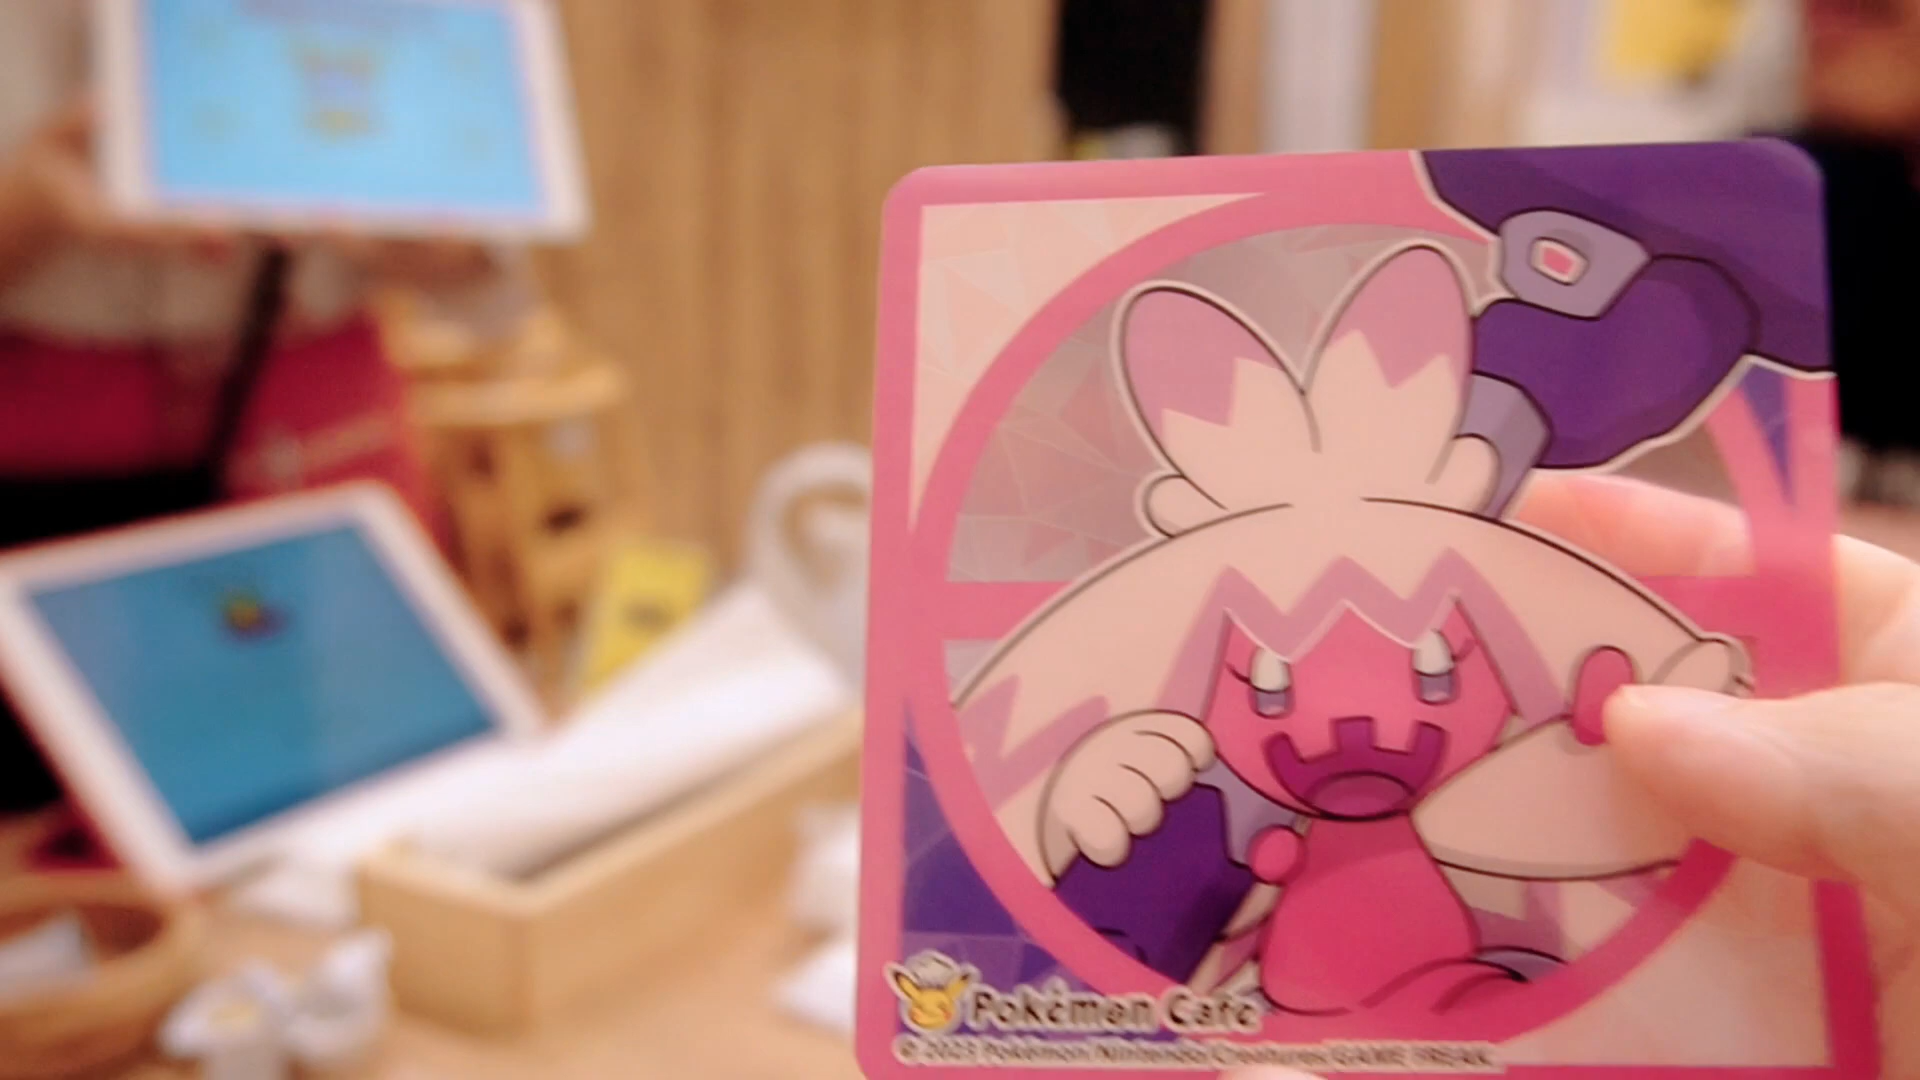 Pokémon Cafe
© 2023 Pokémon/Nintendo/Creatures/GAME FREAK